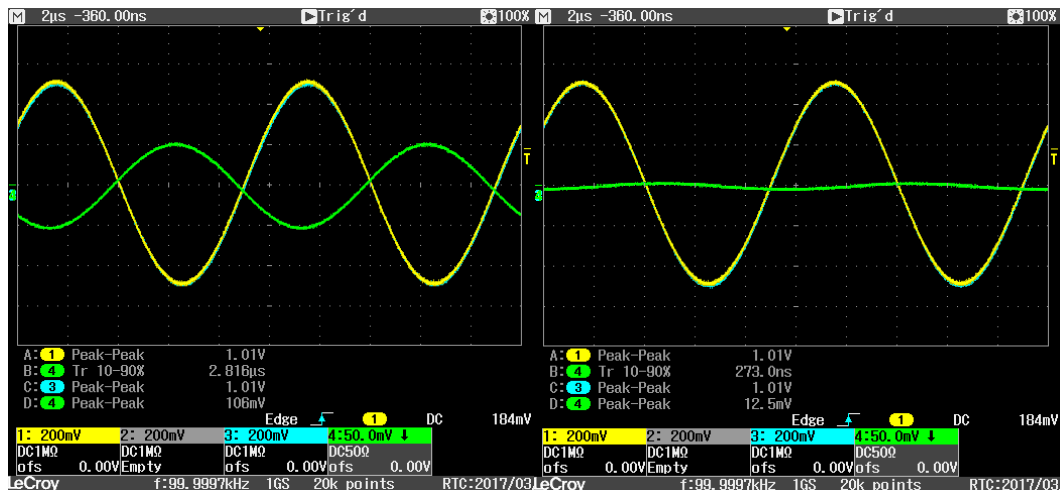 M 2μs -360.00ns Trig'd 100%
T
A: 1 Peak-Peak 1.01V
B: 4 Tr 10-90% 2.816μs
C: 3 Peak-Peak 1.01V
D: 4 Peak-Peak 106mV
Edge 1 DC 184mV
1: 200mV 2: 200mV 3: 200mV 4:50.0mV
DC1MΩ DC1MΩ DC1MΩ DC50Ω
ofs 0.00V Empty ofs 0.00V ofs 0.00V
LeCroy f:99.9997kHz 1GS 20k points RTC:2017/03
M 2μs -360.00ns Trig'd 100%
T
A: 1 Peak-Peak 1.01V
B: 4 Tr 10-90% 273.0ns
C: 3 Peak-Peak 1.01V
D: 4 Peak-Peak 12.5mV
Edge 1 DC 184mV
1: 200mV 2: 200mV 3: 200mV 4:50.0mV
DC1MΩ DC1MΩ DC1MΩ DC50Ω
ofs 0.00V Empty ofs 0.00V ofs 0.00V
LeCroy f:99.9997kHz 1GS 20k points RTC:2017/03